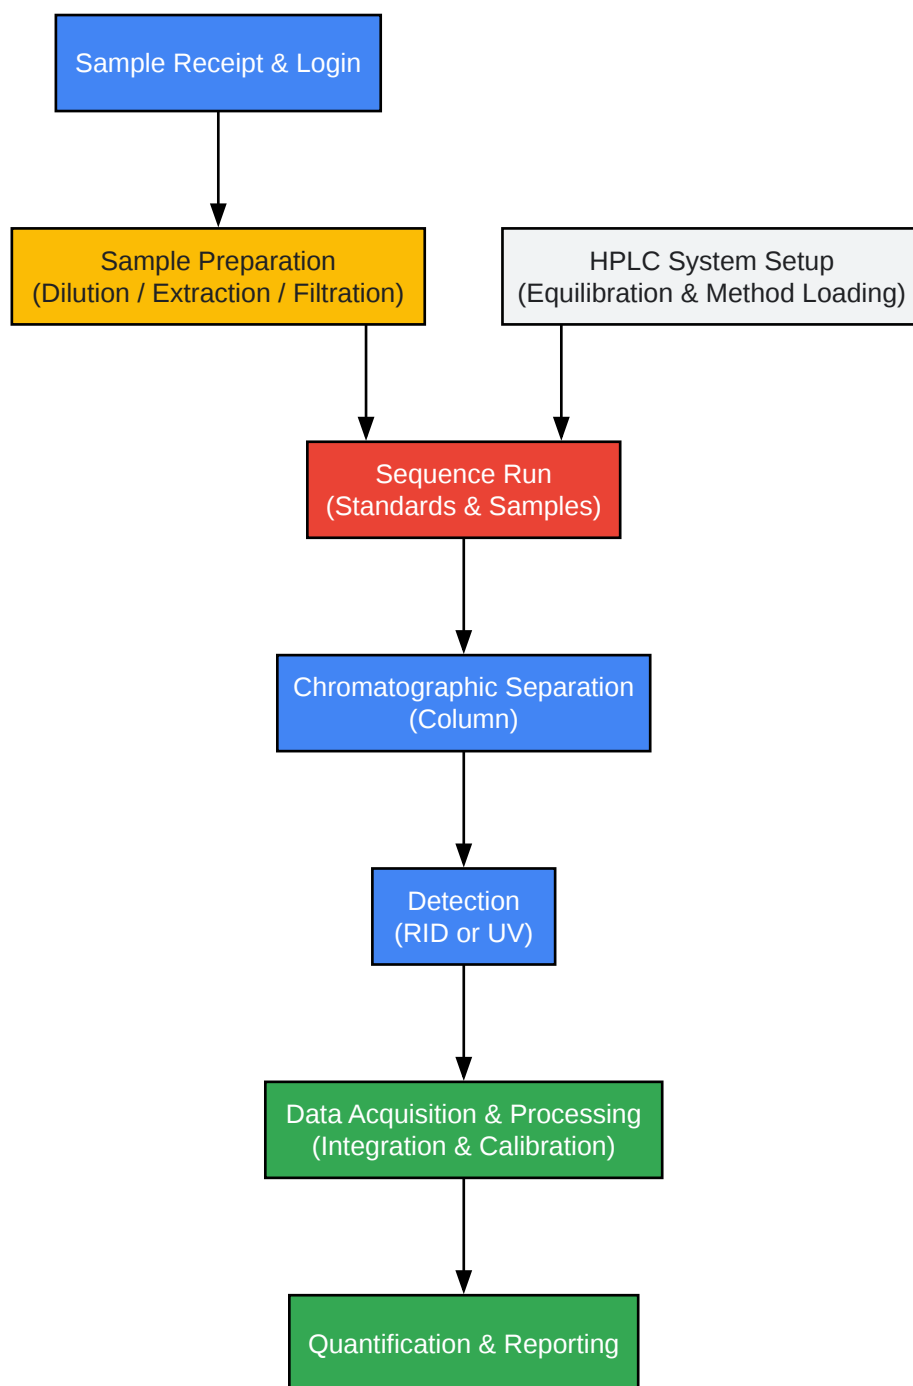 Sample Receipt & Login
Sample Preparation
(Dilution / Extraction / Filtration)
HPLC System Setup
(Equilibration & Method Loading)
Sequence Run
(Standards & Samples)
Chromatographic Separation
(Column)
Detection
(RID or UV)
Data Acquisition & Processing
(Integration & Calibration)
Quantification & Reporting